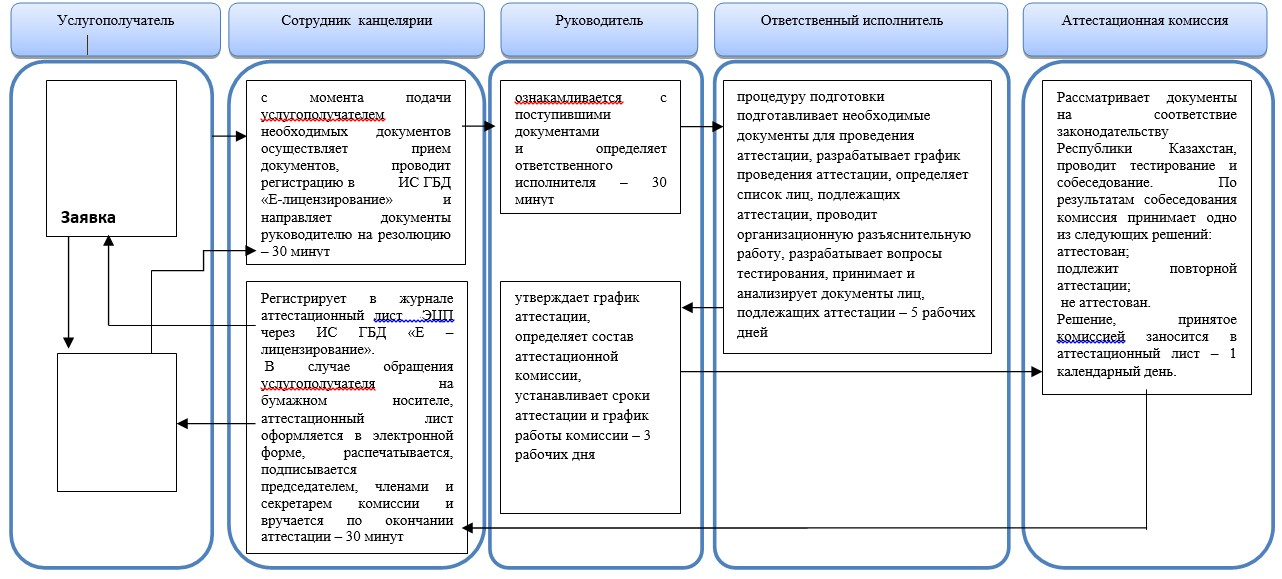 Услугополучатель
Сотрудник канцелярии
Руководитель
Ответственный исполнитель
Аттестационная комиссия
Заявка
с момента подачи
услугополучателем
необходимых документов
осуществляет прием
документов, проводит
регистрацию в ИС ГБД
«Е-лицензирование» и
направляет документы
руководителю на резолюцию
– 30 минут
Регистрирует в журнале
аттестационный лист ЭЦП
через ИС ГБД «Е –
лицензирование».
В случае обращения
услугополучателя на
бумажном носителе,
аттестационный лист
оформляется в электронной
форме, распечатывается,
подписывается
председателем, членами и
секретарем комиссии и
вручается по окончании
аттестации – 30 минут
ознакамливается с
поступившими
документами
и определяет
ответственного
исполнителя – 30
минут
утверждает график
аттестации,
определяет состав
аттестационной
комиссии,
устанавливает сроки
аттестации и график
работы комиссии – 3
рабочих дня
процедуру подготовки
подготавливает необходимые
документы для проведения
аттестации, разрабатывает график
проведения аттестации, определяет
список лиц, подлежащих
аттестации, проводит
организационную разъяснительную
работу, разрабатывает вопросы
тестирования, принимает и
анализирует документы лиц,
подлежащих аттестации – 5 рабочих
дней
Рассматривает документы
на соответствие
законодательству
Республики Казахстан,
проводит тестирование и
собеседование. По
результатам собеседования
комиссия принимает одно
из следующих решений:
аттестован;
подлежит повторной
аттестации;
не аттестован.
Решение, принятое
комиссией заносится в
аттестационный лист – 1
календарный день.